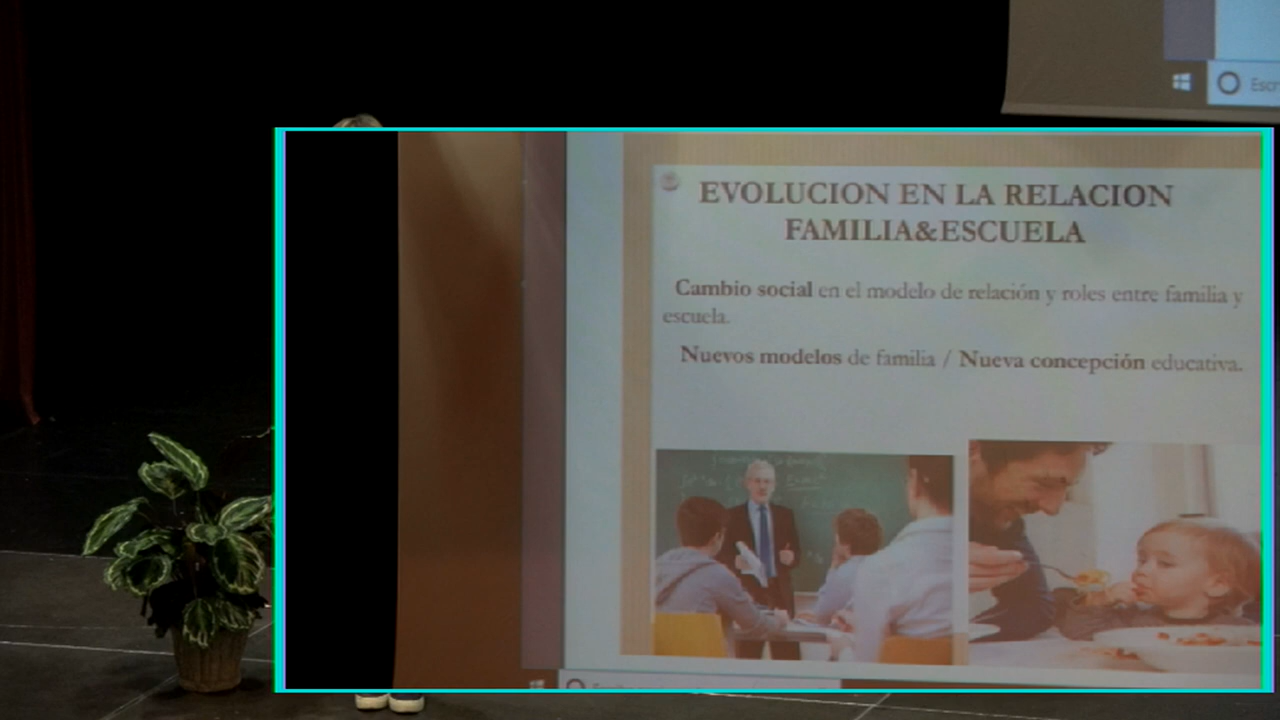 Escr
EVOLUCION EN LA RELACION
FAMILIA&ESCUELA
Cambio social en el modelo de relación y roles entre familia y
escuela.
Nuevos modelos de familia / Nueva concepción educativa.